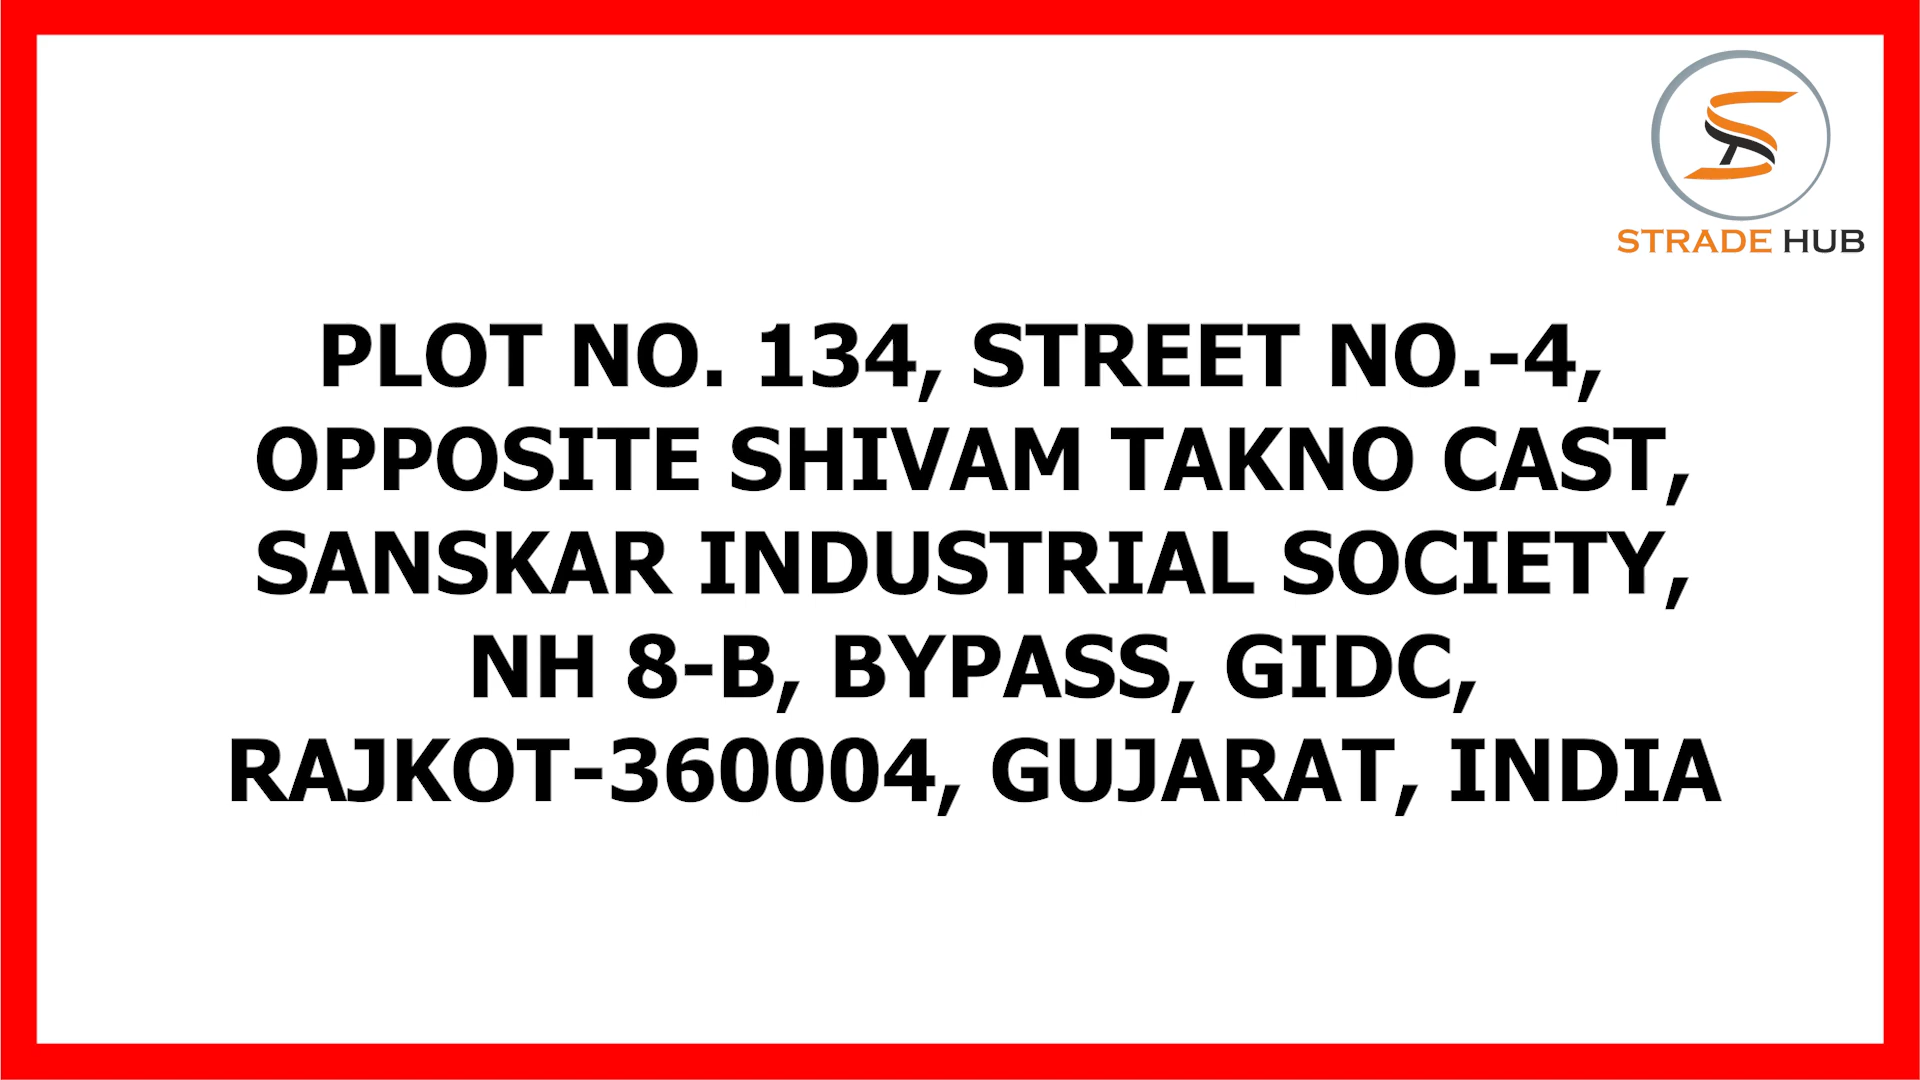 STRADE HUB
PLOT NO. 134, STREET NO.-4,
OPPOSITE SHIVAM TAKNO CAST,
SANSKAR INDUSTRIAL SOCIETY,
NH 8-B, BYPASS, GIDC,
RAJKOT-360004, GUJARAT, INDIA